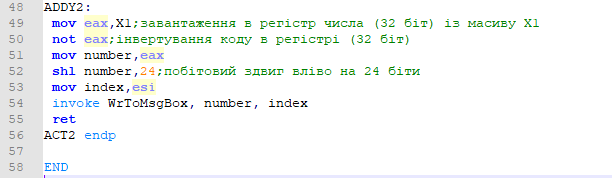 48 ADDY2:
49 mov eax,X1;завантаження в регістр числа (32 біт) із масиву X1
50 not eax;інвертування коду в регістрі (32 біт)
51 mov number,eax
52 shl number,24;побітовий здвиг вліво на 24 біти
53 mov index,esi
54 invoke WrToMsgBox, number, index
55 ret
56 ACT2 endp
57
58 END